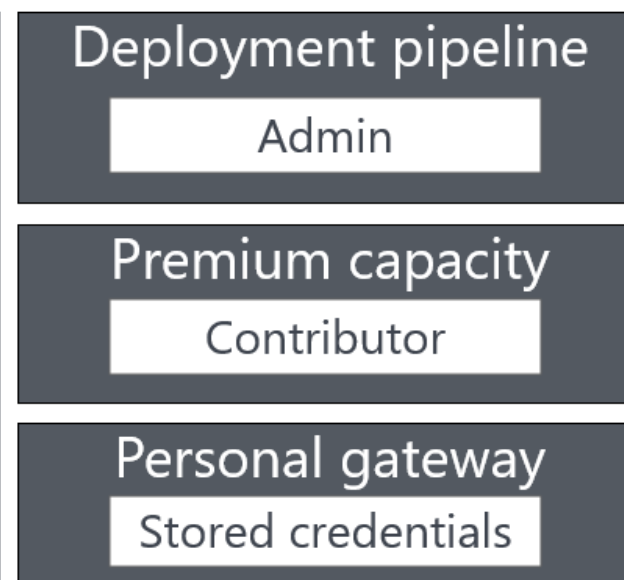 Deployment pipeline
Admin
Premium capacity
Contributor
Personal gateway
Stored credentials